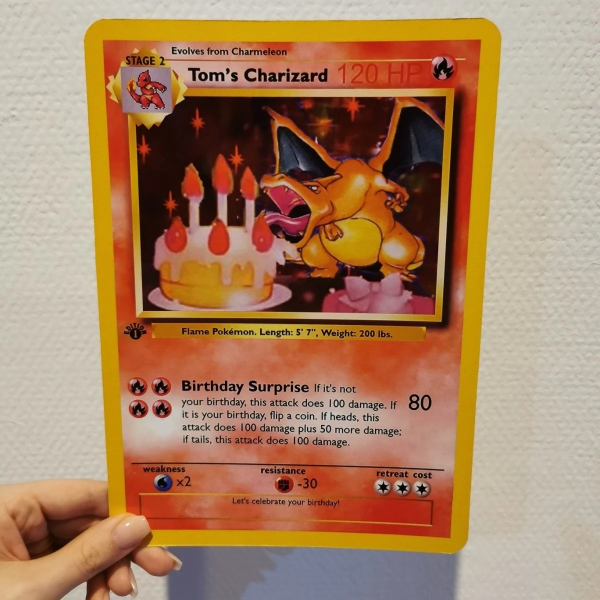 Evolves from Charmeleon
STAGE 2
Tom's Charizard 120 HP
Flame Pokémon. Length: 5' 7", Weight: 200 lbs.
EDITION
1
Birthday Surprise If it's not
your birthday, this attack does 100 damage. If
it is your birthday, flip a coin. If heads, this
attack does 100 damage plus 50 more damage;
if tails, this attack does 100 damage.
80
weakness resistance retreat cost
x2 -30
Let's celebrate your birthday!